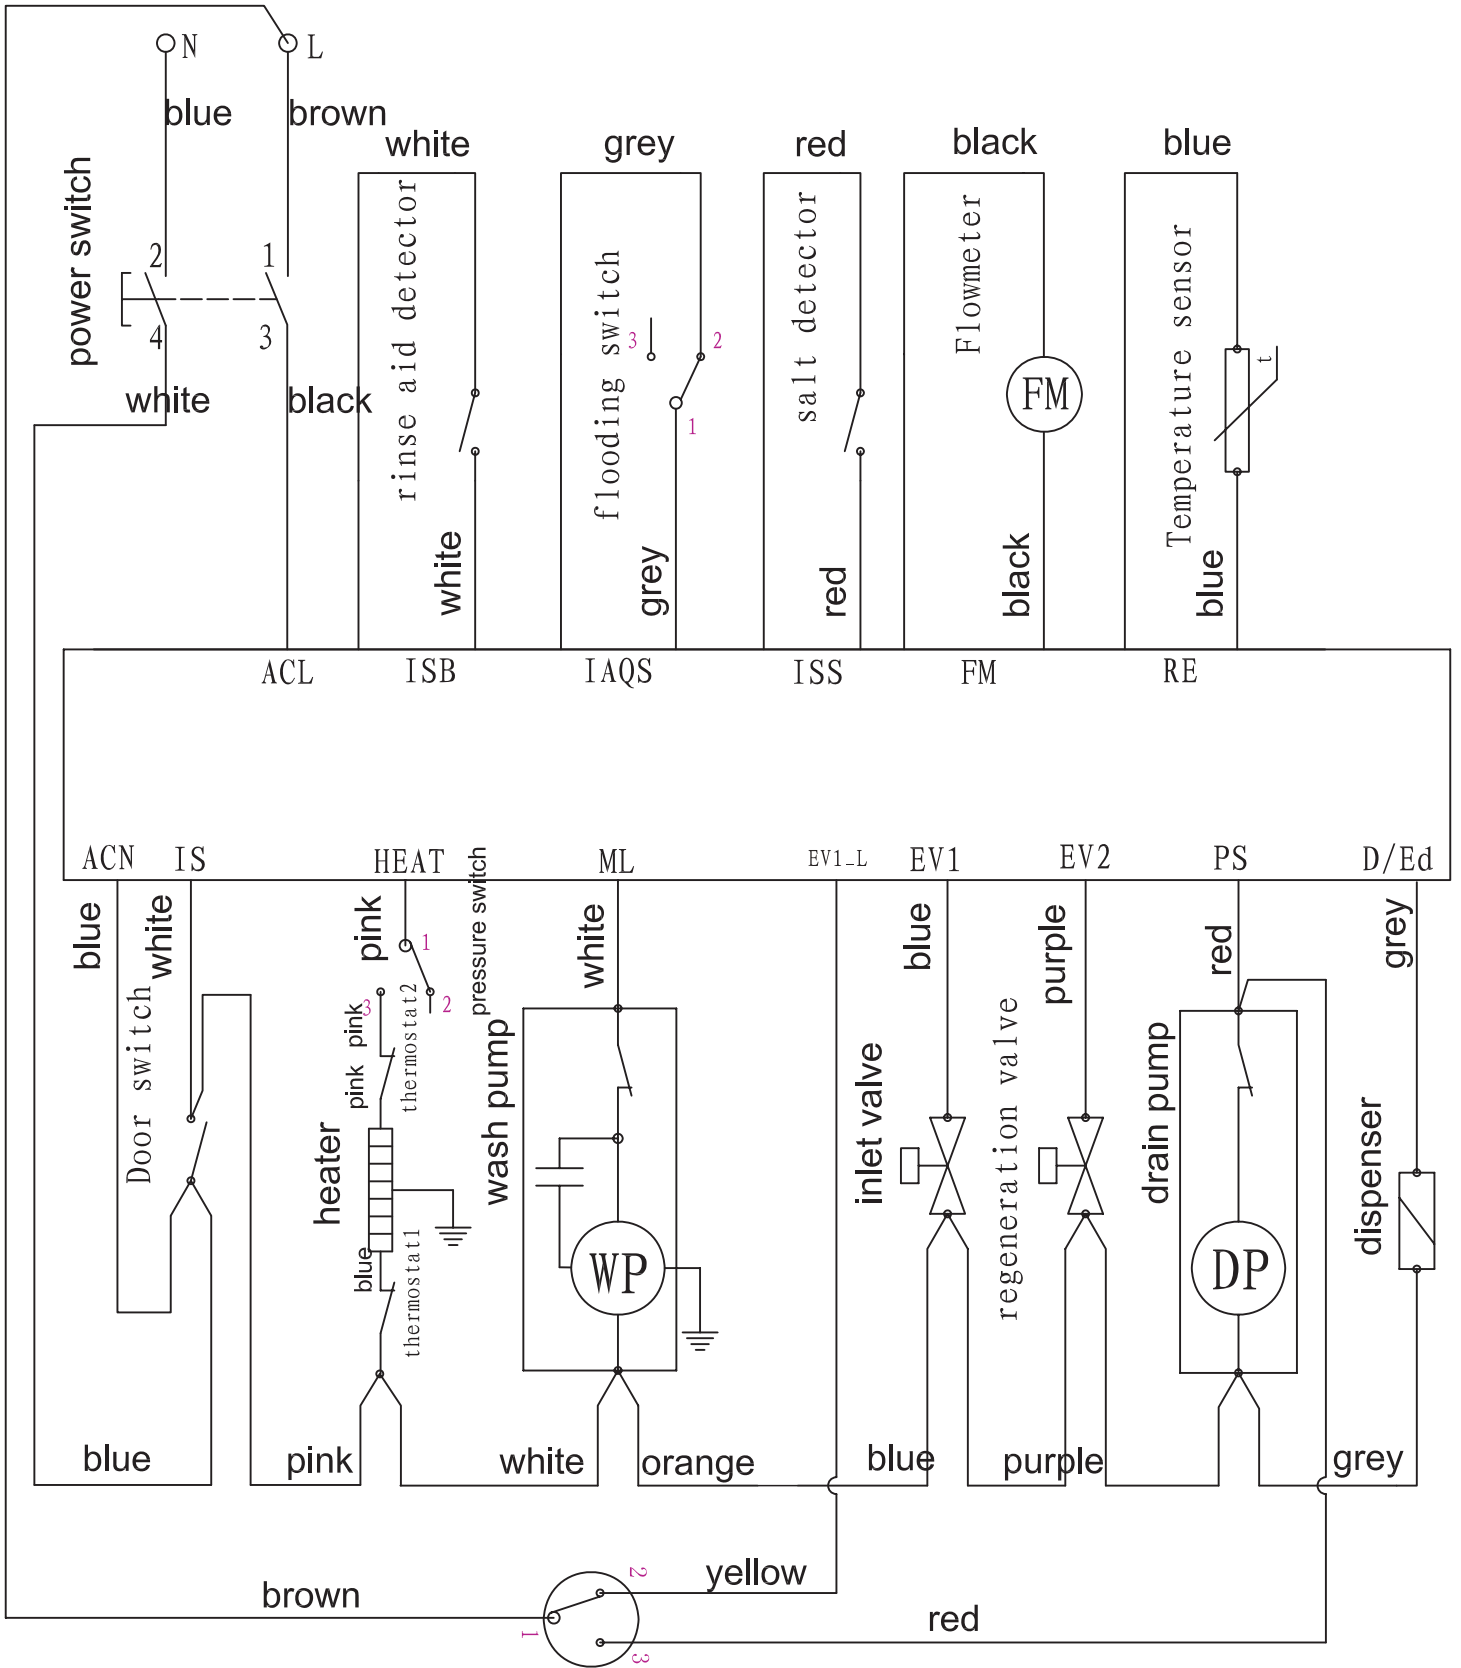 N
L
blue
brown
white
grey
red
black
blue
power switch
2
1
4
3
white
black
rinse aid detector
white
flooding switch
3
2
1
grey
salt detector
red
Flowmeter
FM
black
Temperature sensor
t
blue
ACL
ISB
IAQS
ISS
FM
RE
ACN
IS
HEAT
ML
EV1-L
EV1
EV2
PS
D/Ed
blue
white
Door switch
pink
1
3
2
pressure switch
pink
pink
thermostat2
heater
blue
thermostat1
white
wash pump
WP
blue
inlet valve
purple
regeneration valve
red
drain pump
DP
grey
dispenser
blue
pink
white
orange
blue
purple
grey
brown
1
2
3
yellow
red